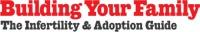 Building Your Family
The Infertility & Adoption Guide